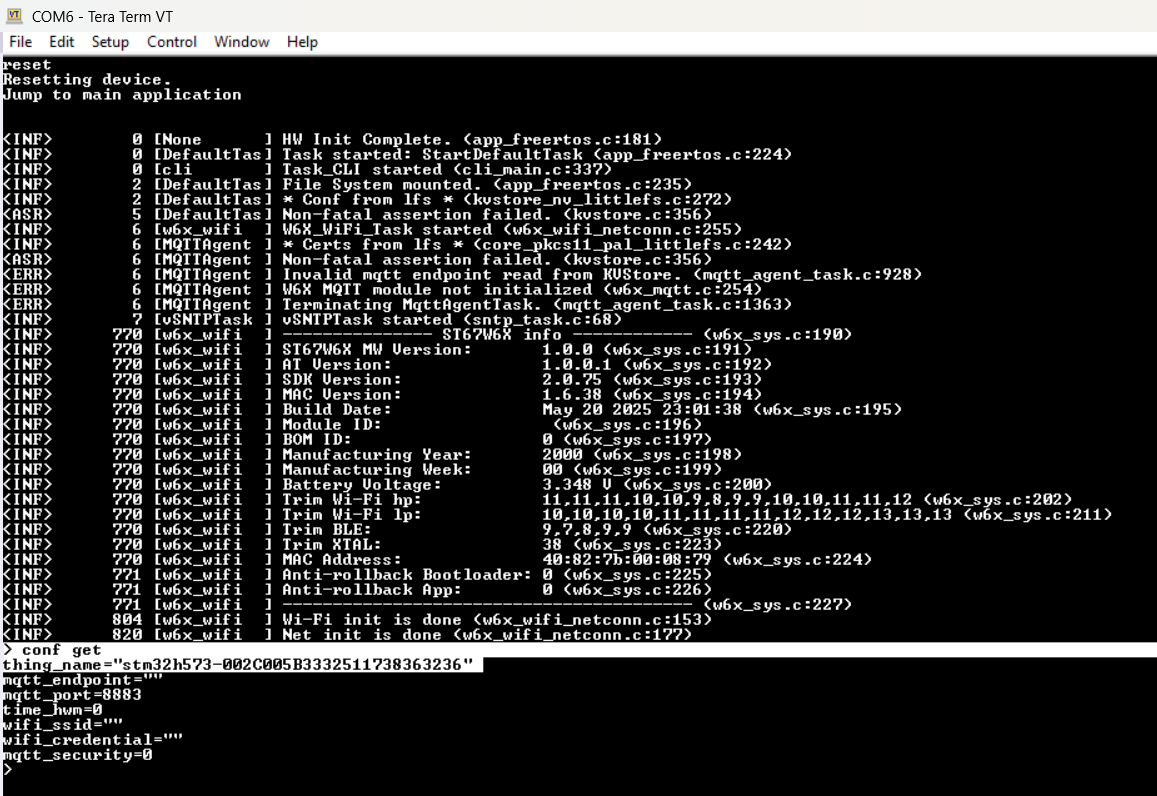 COM6 - Tera Term VT
File Edit Setup Control Window Help
reset
Resetting device.
Jump to main application
<INF>        0 [None      ] HW Init Complete. (app_freertos.c:181)
<INF>        0 [DefaultTas] Task started: StartDefaultTask (app_freertos.c:224)
<INF>        0 [cli       ] Task_CLI started (cli_main.c:337)
<INF>        2 [DefaultTas] File System mounted. (app_freertos.c:235)
<INF>        2 [DefaultTas] * Conf from lfs * (kvstore_nv_littlefs.c:272)
<ASR>        5 [DefaultTas] Non-fatal assertion failed. (kvstore.c:356)
<INF>        6 [w6x_wifi  ] W6X_WiFi_Task started (w6x_wifi_netconn.c:255)
<INF>        6 [MQTTAgent ] * Certs from lfs * (core_pkcs11_pal_littlefs.c:242)
<ASR>        6 [MQTTAgent ] Non-fatal assertion failed. (kvstore.c:356)
<ERR>        6 [MQTTAgent ] Invalid mqtt endpoint read from KVStore. (mqtt_agent_task.c:928)
<ERR>        6 [MQTTAgent ] W6X MQTT module not initialized (w6x_mqtt.c:254)
<ERR>        6 [MQTTAgent ] Terminating MqttAgentTask. (mqtt_agent_task.c:1363)
<INF>        7 [vSNTPTask ] vSNTPTask started (sntp_task.c:68)
<INF>      770 [w6x_wifi  ] --------------- ST67W6X info ------------ (w6x_sys.c:190)
<INF>      770 [w6x_wifi  ] ST67W6X MW Version:       1.0.0 (w6x_sys.c:191)
<INF>      770 [w6x_wifi  ] AT Version:               1.0.0.1 (w6x_sys.c:192)
<INF>      770 [w6x_wifi  ] SDK Version:              2.0.75 (w6x_sys.c:193)
<INF>      770 [w6x_wifi  ] MAC Version:              1.6.38 (w6x_sys.c:194)
<INF>      770 [w6x_wifi  ] Build Date:               May 20 2025 23:01:38 (w6x_sys.c:195)
<INF>      770 [w6x_wifi  ] Module ID:                 (w6x_sys.c:196)
<INF>      770 [w6x_wifi  ] BOM ID:                   0 (w6x_sys.c:197)
<INF>      770 [w6x_wifi  ] Manufacturing Year:       2000 (w6x_sys.c:198)
<INF>      770 [w6x_wifi  ] Manufacturing Week:       00 (w6x_sys.c:199)
<INF>      770 [w6x_wifi  ] Battery Voltage:          3.348 V (w6x_sys.c:200)
<INF>      770 [w6x_wifi  ] Trim Wi-Fi hp:            11,11,11,10,10,9,8,9,9,10,10,11,11,12 (w6x_sys.c:202)
<INF>      770 [w6x_wifi  ] Trim Wi-Fi lp:            10,10,10,10,11,11,11,11,12,12,12,13,13,13 (w6x_sys.c:211)
<INF>      770 [w6x_wifi  ] Trim BLE:                 9,7,8,9,9 (w6x_sys.c:220)
<INF>      770 [w6x_wifi  ] Trim XTAL:                38 (w6x_sys.c:223)
<INF>      770 [w6x_wifi  ] MAC Address:              40:82:7b:00:08:79 (w6x_sys.c:224)
<INF>      771 [w6x_wifi  ] Anti-rollback Bootloader: 0 (w6x_sys.c:225)
<INF>      771 [w6x_wifi  ] Anti-rollback App:        0 (w6x_sys.c:226)
<INF>      771 [w6x_wifi  ] ----------------------------------------- (w6x_sys.c:227)
<INF>      804 [w6x_wifi  ] Wi-Fi init is done (w6x_wifi_netconn.c:153)
<INF>      820 [w6x_wifi  ] Net init is done (w6x_wifi_netconn.c:177)
> conf get
thing_name="stm32h573-002C005B3332511738363236"
mqtt_endpoint=""
mqtt_port=8883
time_hwm=0
wifi_ssid=""
wifi_credential=""
mqtt_security=0
>